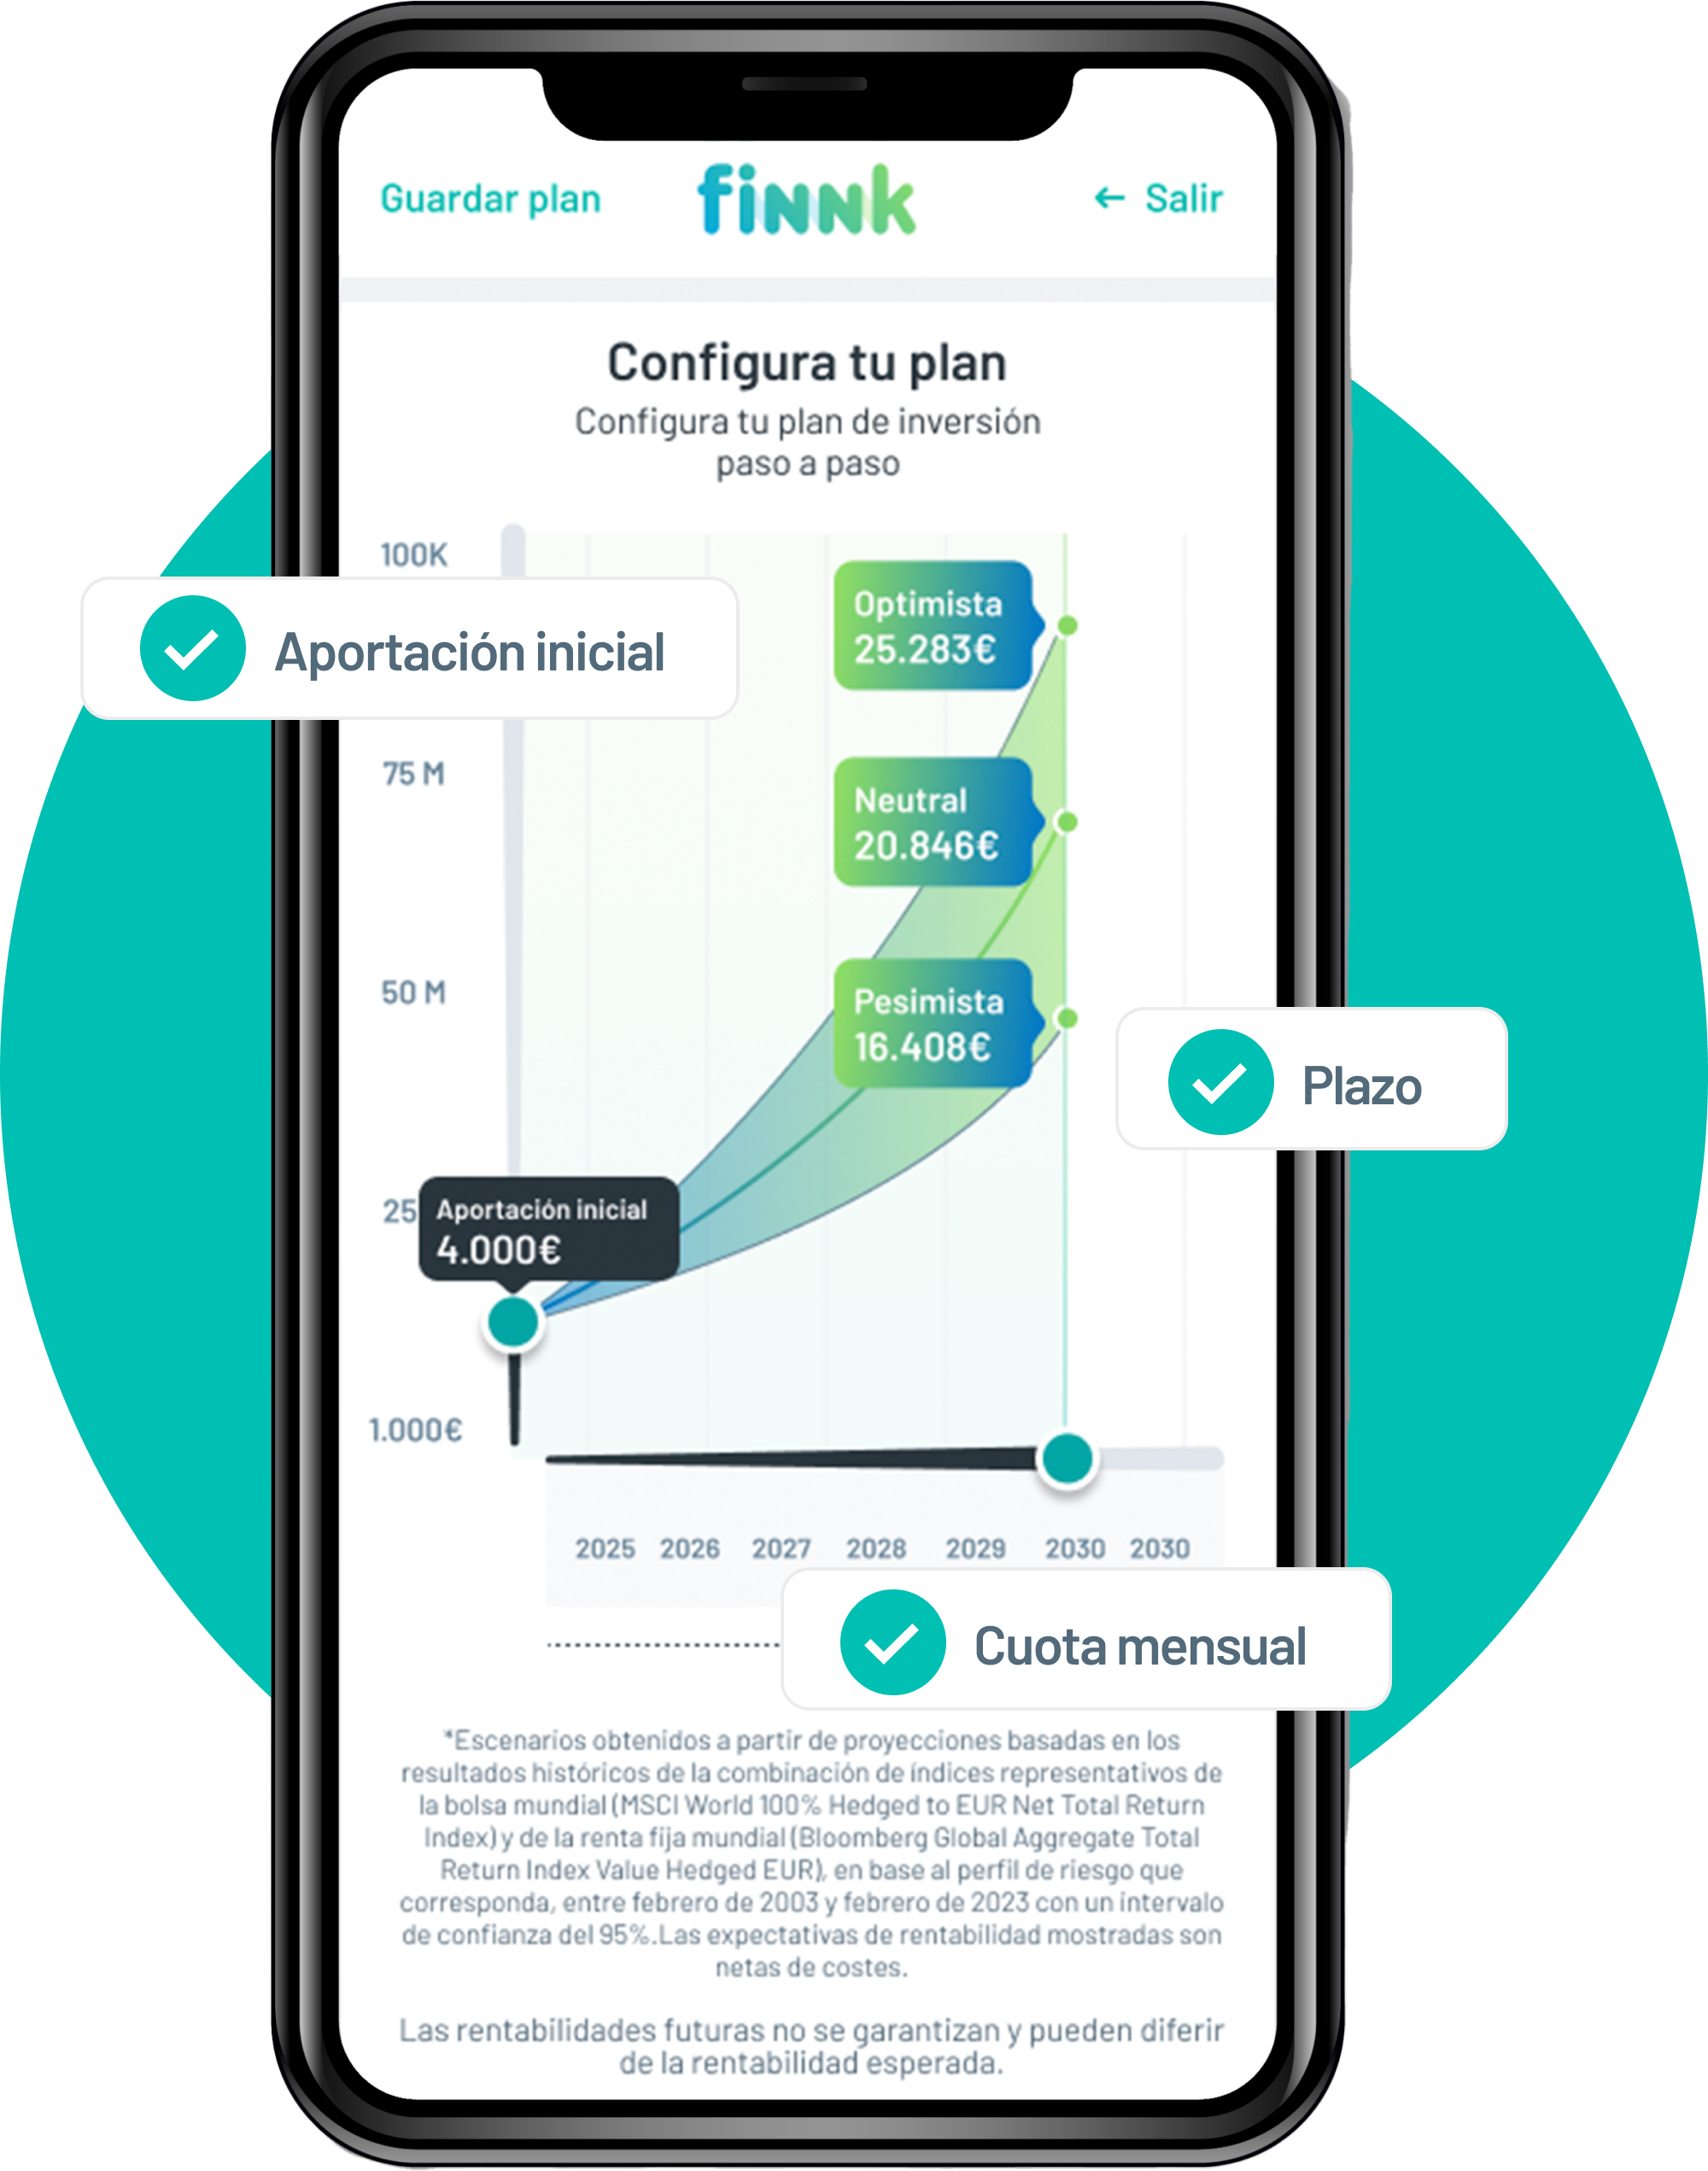 Guardar plan
finnk
← Salir
Configura tu plan
Configura tu plan de inversión
paso a paso
100K
Optimista
25.283€
Aportación inicial
75 M
Neutral
20.846€
50 M
Pesimista
16.408€
Plazo
25
Aportación inicial
4.000€
1.000€
2025 2026 2027 2028 2029 2030 2030
Cuota mensual
*Escenarios obtenidos a partir de proyecciones basadas en los
resultados históricos de la combinación de índices representativos de
la bolsa mundial (MSCI World 100% Hedged to EUR Net Total Return
Index) y de la renta fija mundial (Bloomberg Global Aggregate Total
Return Index Value Hedged EUR), en base al perfil de riesgo que
corresponda, entre febrero de 2003 y febrero de 2023 con un intervalo
de confianza del 95%.Las expectativas de rentabilidad mostradas son
netas de costes.
Las rentabilidades futuras no se garantizan y pueden diferir
de la rentabilidad esperada.